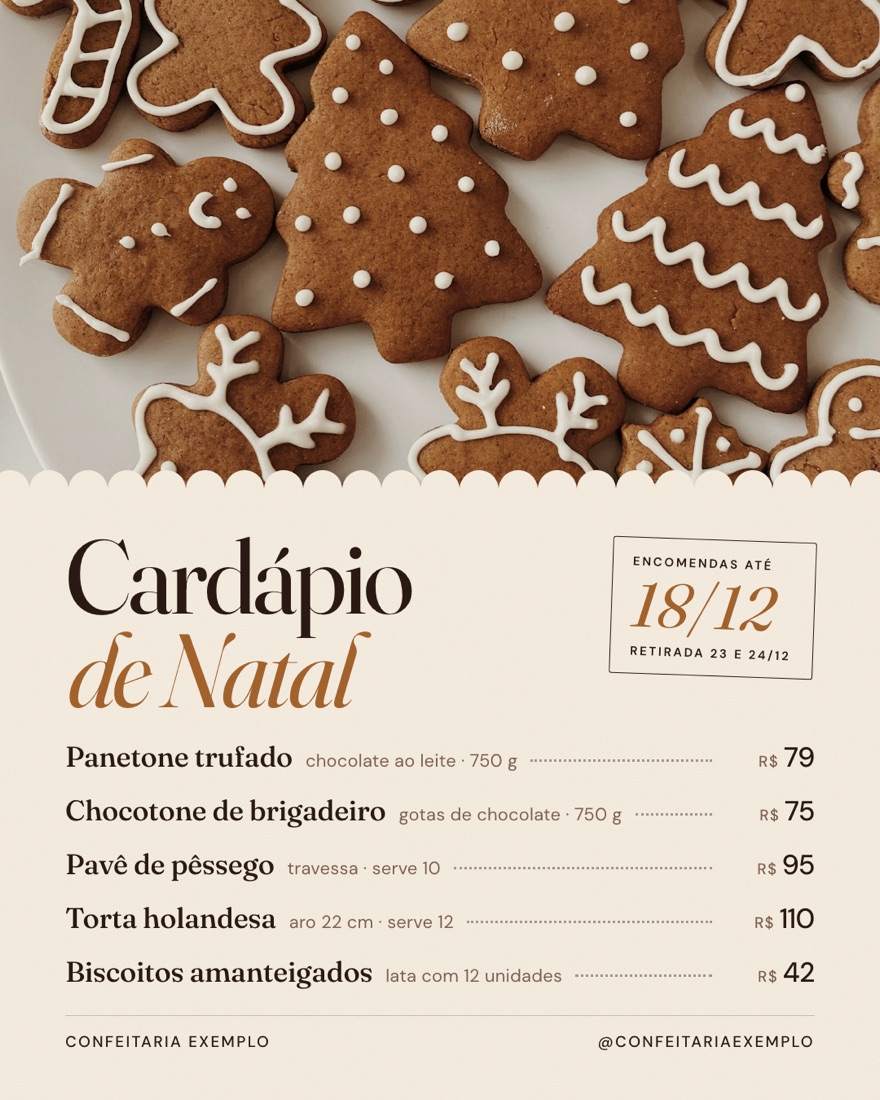 Cardápio
de Natal
ENCOMENDAS ATÉ
18/12
RETIRADA 23 E 24/12
Panetone trufado chocolate ao leite · 750 g R$ 79
Chocotone de brigadeiro gotas de chocolate · 750 g R$ 75
Pavê de pêssego travessa · serve 10 R$ 95
Torta holandesa aro 22 cm · serve 12 R$ 110
Biscoitos amanteigados lata com 12 unidades R$ 42
CONFEITARIA EXEMPLO @CONFEITARIAEXEMPLO